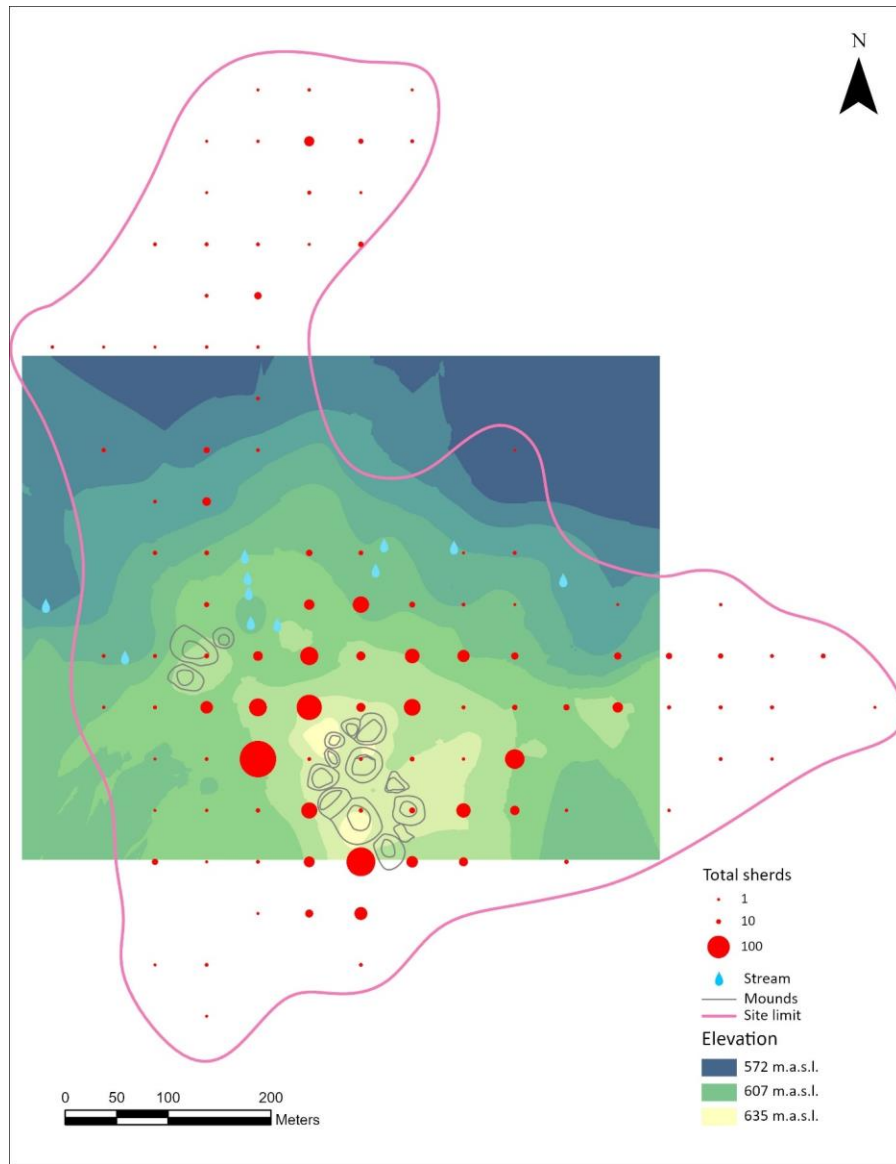 N
Total sherds
1
10
100
Stream
Mounds
Site limit
Elevation
572 m.a.s.l.
607 m.a.s.l.
635 m.a.s.l.
0 50 100 200
Meters